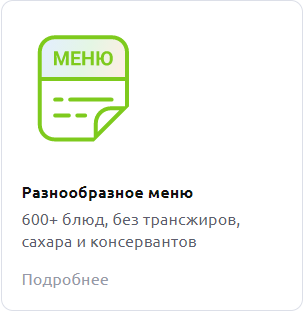 МЕНЮ
Разнообразное меню
600+ блюд, без трансжиров,
сахара и консервантов
Подробнее